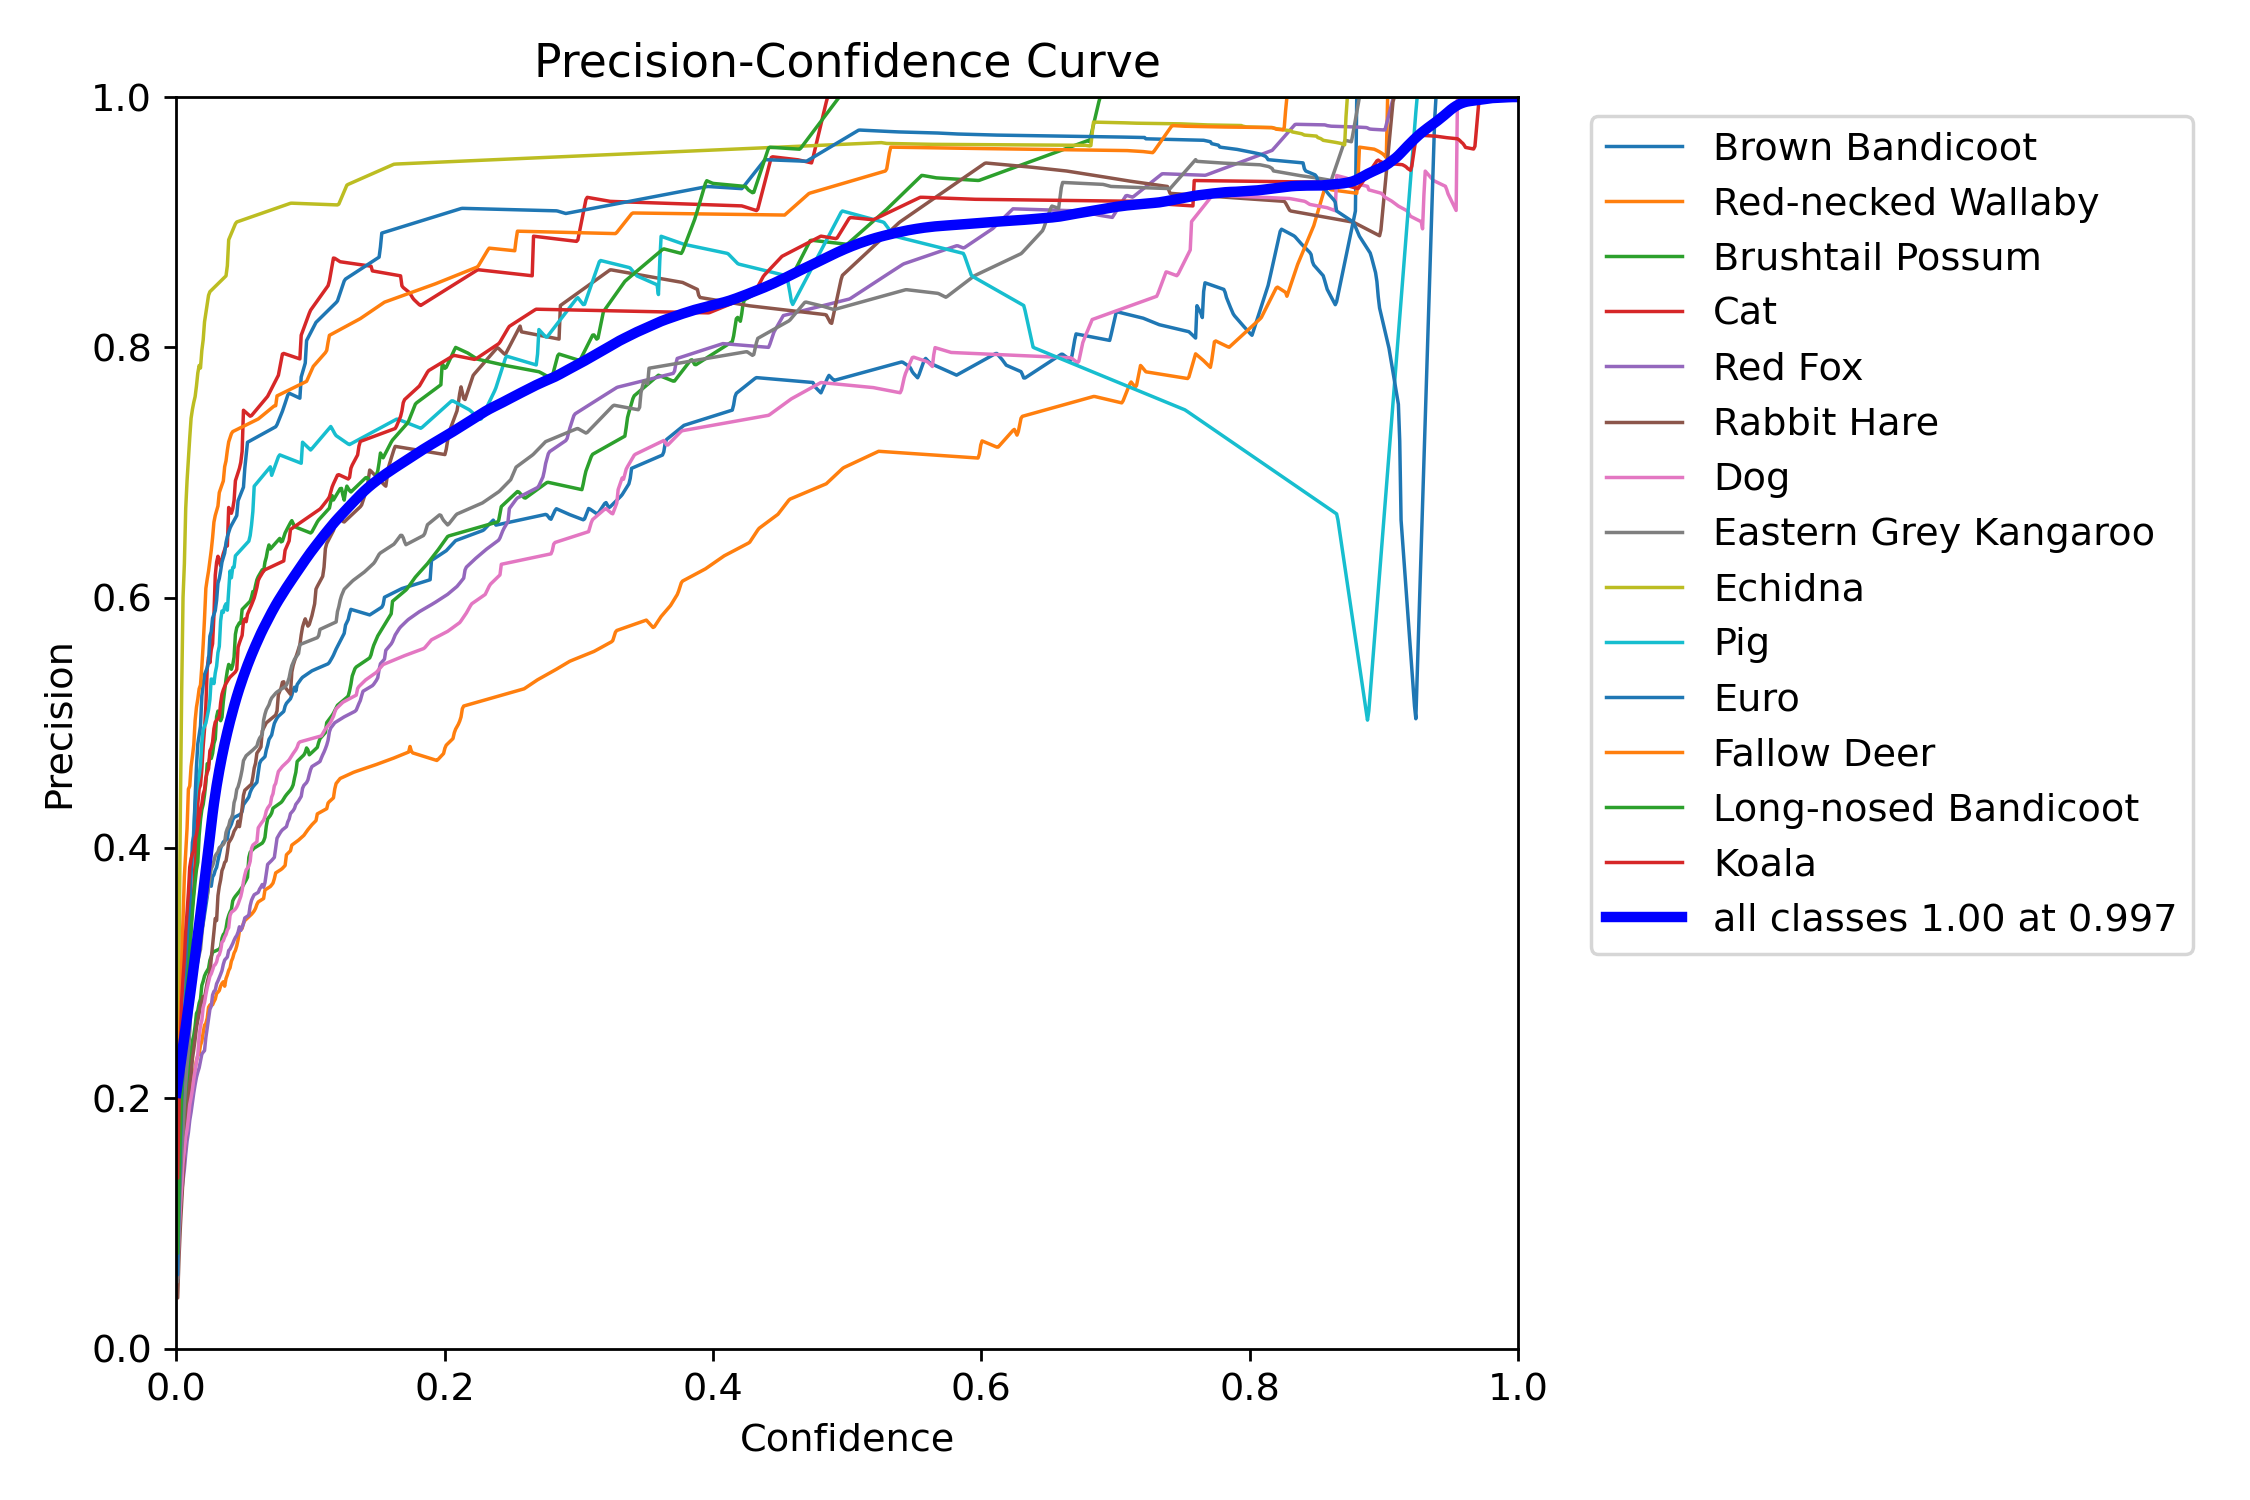 Precision-Confidence Curve
1.0
0.8
0.6
0.4
0.2
0.0
Precision
0.0 0.2 0.4 0.6 0.8 1.0
Confidence
Brown Bandicoot
Red-necked Wallaby
Brushtail Possum
Cat
Red Fox
Rabbit Hare
Dog
Eastern Grey Kangaroo
Echidna
Pig
Euro
Fallow Deer
Long-nosed Bandicoot
Koala
all classes 1.00 at 0.997